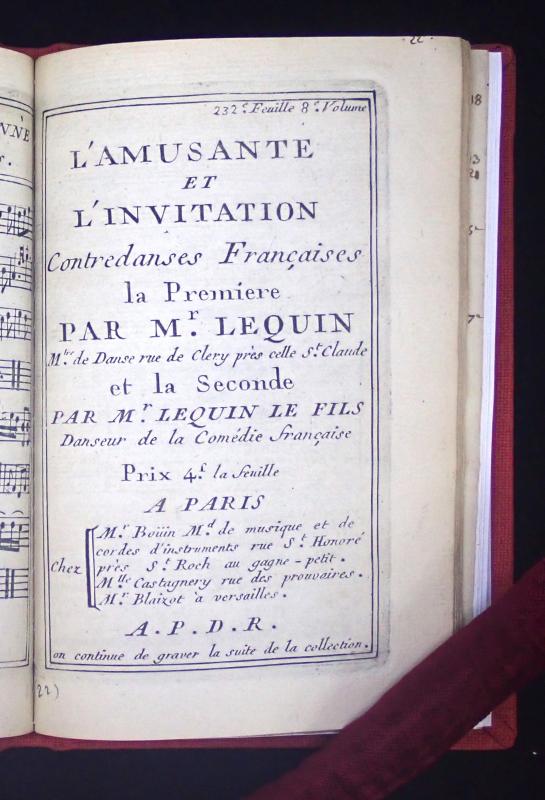 22
232.e Feuille 8.e Volume
L'AMUSANTE
ET
L'INVITATION
Contredanses Françaises
la Premiere
PAR M.r LEQUIN
M.tre de Danse rue de Clery près celle S.t Claude
et la Seconde
PAR M.r LEQUIN LE FILS
Danseur de la Comédie françaíse
Prix 4.s la feuille
A PARIS
Chez
M.r Boüin M.d de musique et de
cordes d'instruments rue S.t Honoré
près S.t Roch au gagne-petit.
M.lle Castagnery rue des prouvaires.
M.r Blaizot à versailles.
A.P.D.R.
on continue de graver la suite de la collection.
22)